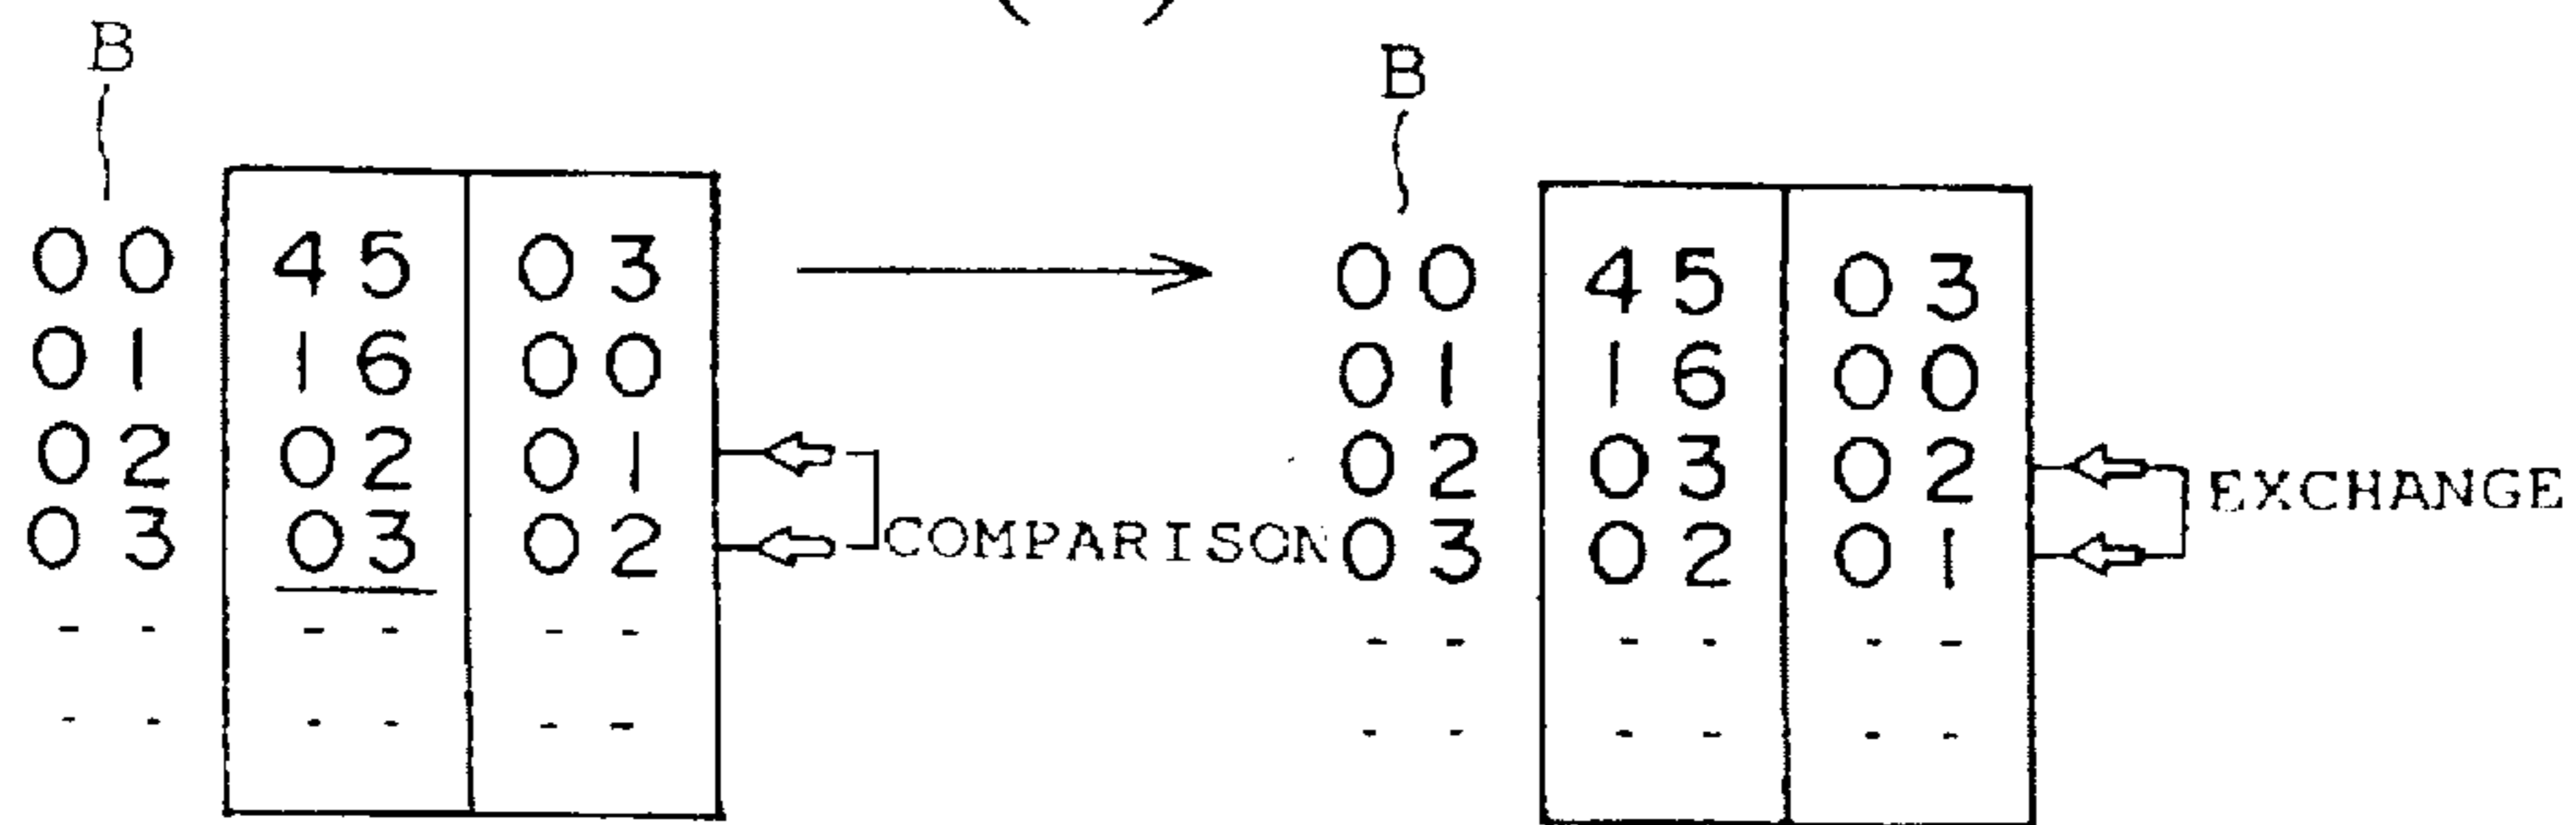 ( )
B B
00 45 03 00 45 03
01 16 00 01 16 00
02 02 01 02 03 02
03 03 02 COMPARISON 03 02 01 EXCHANGE
- - - - - - - - - - - -
- - - - - - - - - - - -